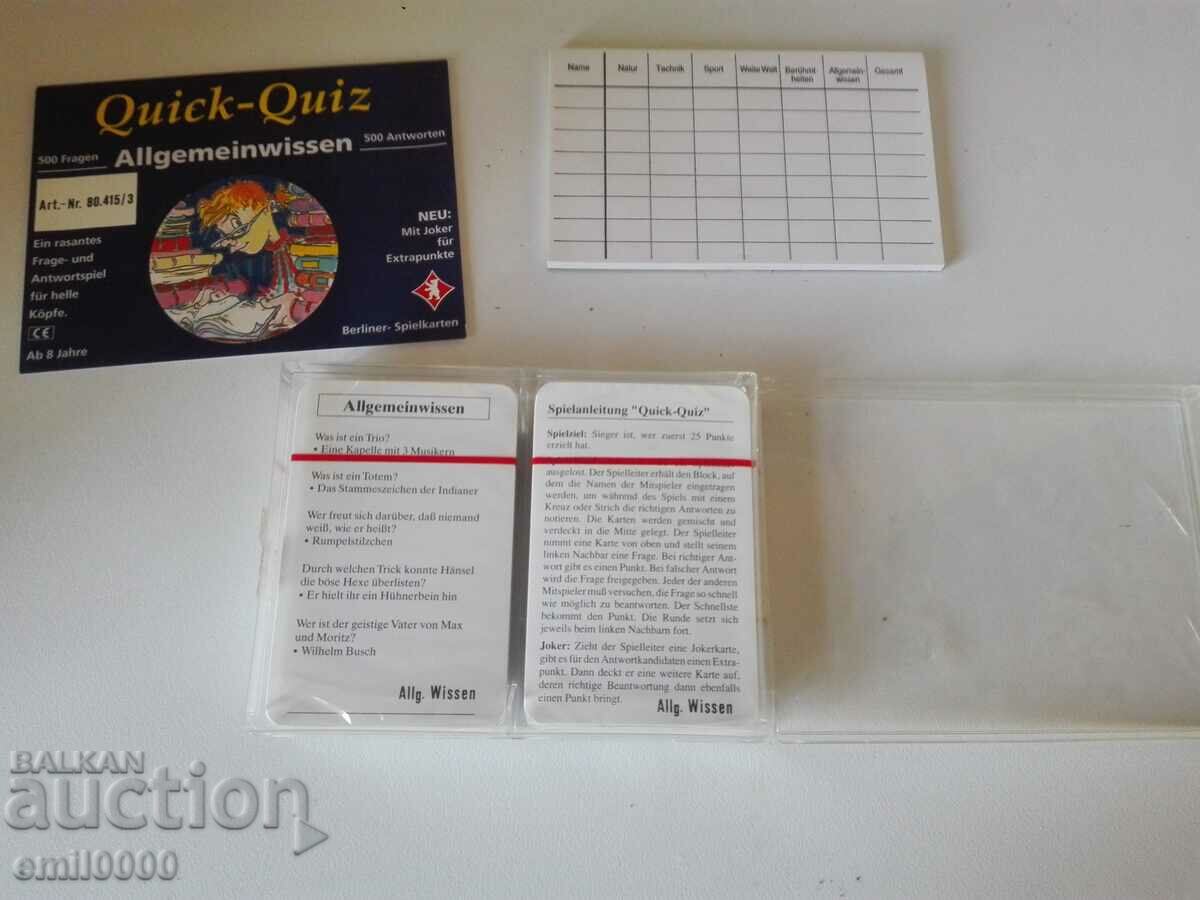 Quick-Quiz
500 Fragen Allgemeinwissen 500 Antworten
Art.-Nr. 80.415/3
Ein rasantes
Frage- und
Antwortspiel
für helle
Köpfe.
CE
Ab 8 Jahre
NEU:
Mit Joker
für
Extrapunkte
Berliner- Spielkarten
Name Natur Technik Sport Weite Welt Berühmt- Allgemein- Gesamt
heiten wissen
Allgemeinwissen
Was ist ein Trio?
• Eine Kapelle mit 3 Musikern
Was ist ein Totem?
• Das Stammeszeichen der Indianer
Wer freut sich darüber, daß niemand
weiß, wie er heißt?
• Rumpelstilzchen
Durch welchen Trick konnte Hänsel
die böse Hexe überlisten?
• Er hielt ihr ein Hühnerbein hin
Wer ist der geistige Vater von Max
und Moritz?
• Wilhelm Busch
Allg. Wissen
Spielanleitung "Quick-Quiz"
Spielziel: Sieger ist, wer zuerst 25 Punkte
erzielt hat.
ausgelost. Der Spielleiter erhält den Block, auf
dem die Namen der Mitspieler eingetragen
werden, um während des Spiels mit einem
Kreuz oder Strich die richtigen Antworten zu
notieren. Die Karten werden gemischt und
verdeckt in die Mitte gelegt. Der Spielleiter
nimmt eine Karte von oben und stellt seinem
linken Nachbar eine Frage. Bei richtiger Ant-
wort gibt es einen Punkt. Bei falscher Antwort
wird die Frage freigegeben. Jeder der anderen
Mitspieler muß versuchen, die Frage so schnell
wie möglich zu beantworten. Der Schnellste
bekommt den Punkt. Die Runde setzt sich
jeweils beim linken Nachbarn fort.
Joker: Zieht der Spielleiter eine Jokerkarte,
gibt es für den Antwortkandidaten einen Extra-
punkt. Dann deckt er eine weitere Karte auf,
deren richtige Beantwortung dann ebenfalls
einen Punkt bringt.
Allg. Wissen
BALKAN
auction
emil0000